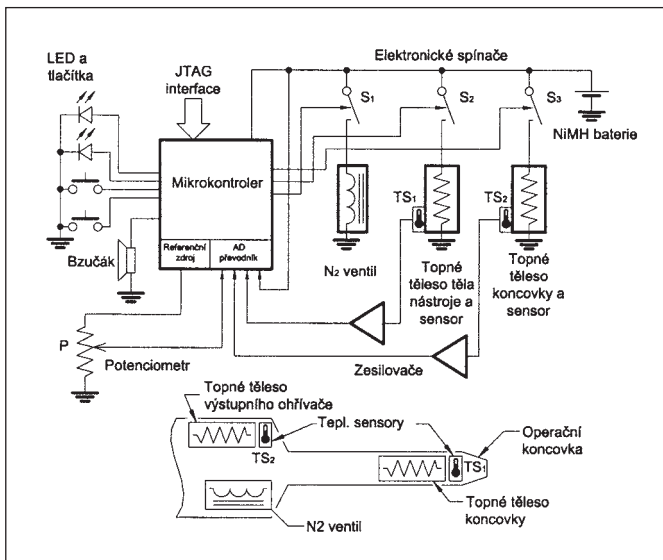 LED a
tlačítka
JTAG
interface
Elektronické spínače
S1
S2
S3
NiMH baterie
Mikrokontroler
TS1
TS2
Referenční
zdroj
AD
převodník
Bzučák
N2 ventil
Topné
těleso těla
nástroje a
sensor
Topné
těleso
koncovky a
sensor
P
Potenciometr
Zesilovače
Topné těleso
výstupního ohřívače
Tepl. sensory
Operační
koncovka
TS2
TS1
Topné těleso
koncovky
N2 ventil